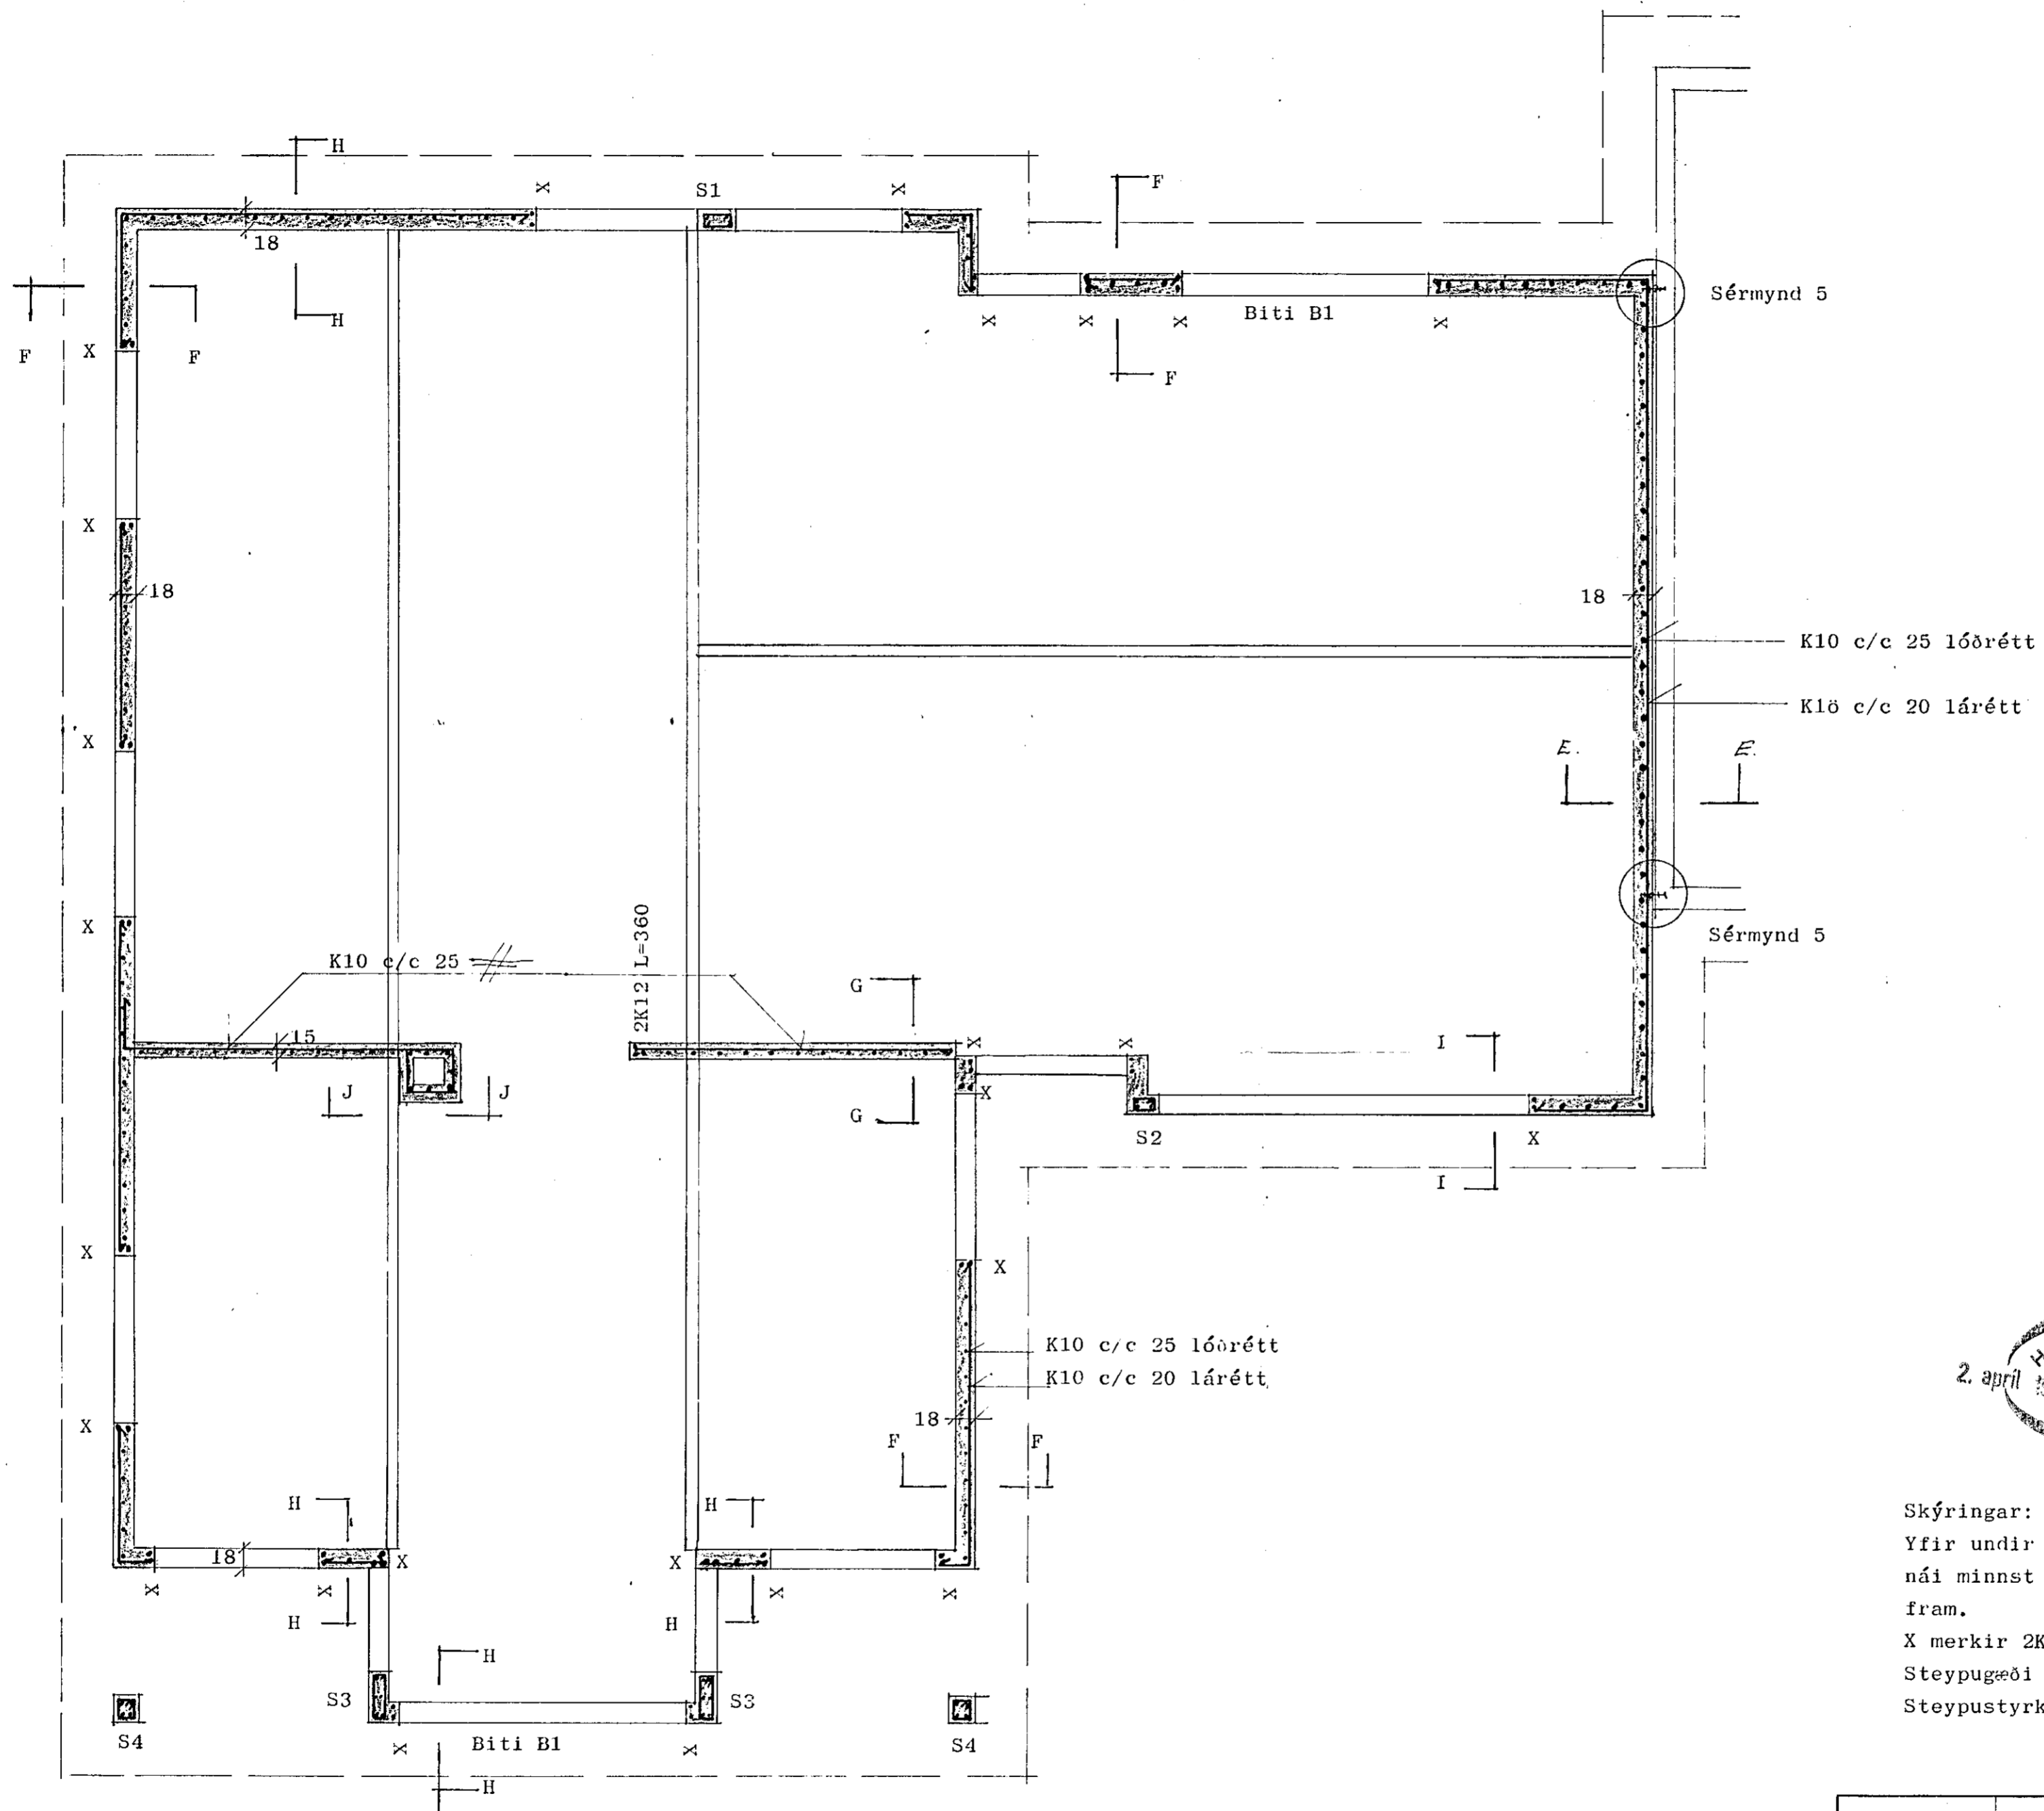 H
X
X
S1
F
18
Sérmynd 5
F
X
F
H
X
X
X
Biti B1
X
F
X
18
18
K10 c/c 25 lóðrétt
K1ö c/c 20 lárétt
X
E.
E.
X
2K12 L=360
K10 c/c 25
Sérmynd 5
G
15
X
X
I
J
J
X
G
S2
X
I
X
X
K10 c/c 25 lóðrétt
K10 c/c 20 lárétt
2. apríl
18
X
F
F
H
H
Skýringar:
Yfir undir
nái minnst
fram.
X merkir 2K
Steypugæði
Steypustyrk
18
X
X
X
X
X
X
H
H
H
S3
S3
S4
X
Biti B1
X
S4
H